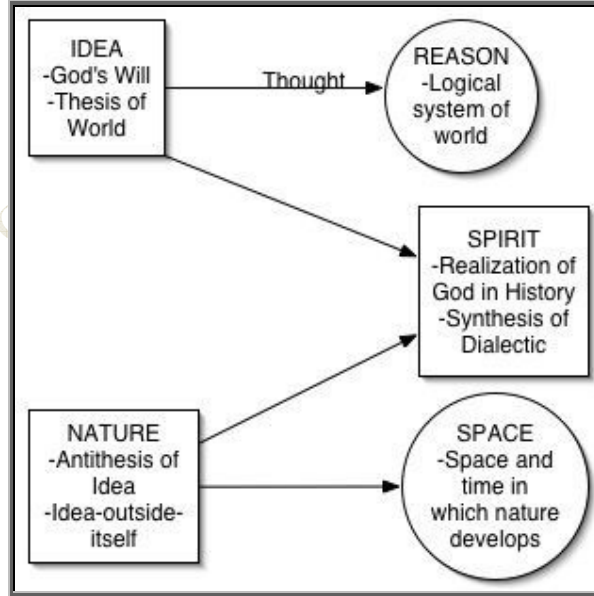 IDEA
-God's Will
-Thesis of
World
Thought
REASON
-Logical
system of
world
SPIRIT
-Realization of
God in History
-Synthesis of
Dialectic
NATURE
-Antithesis of
Idea
-Idea-outside-
itself
SPACE
-Space and
time in
which nature
develops